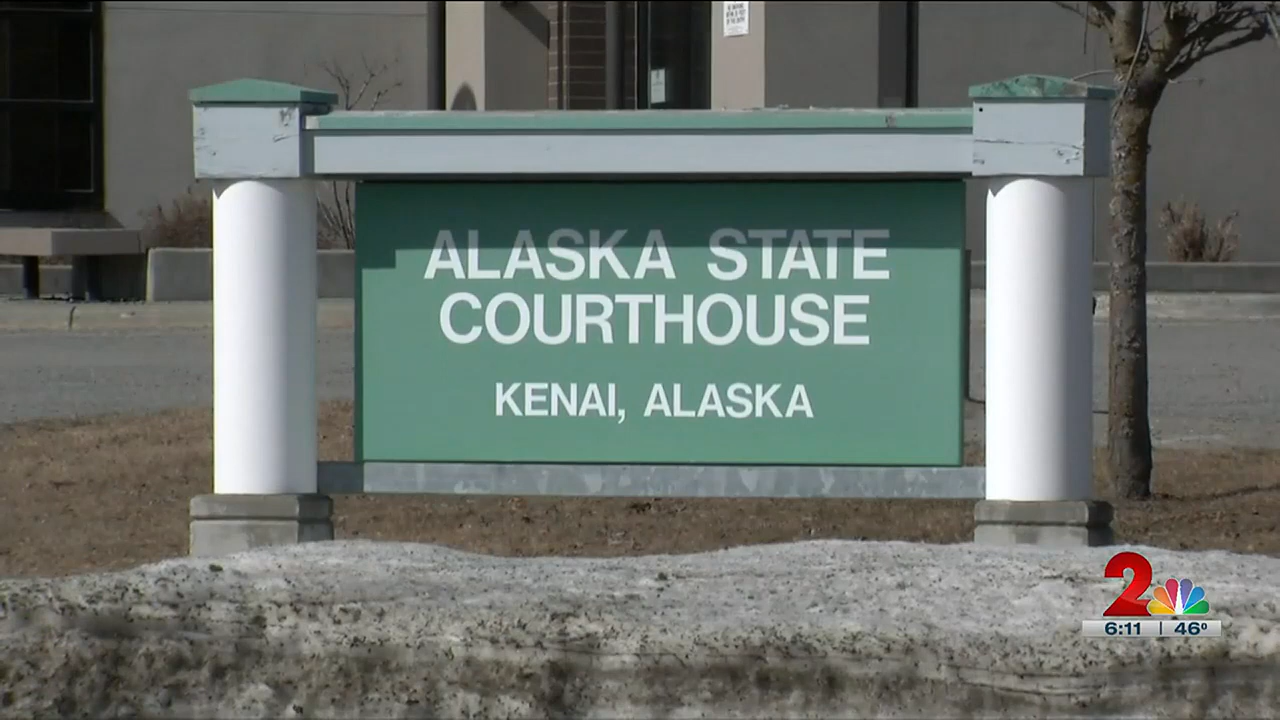 ALASKA STATE
COURTHOUSE
KENAI, ALASKA
2
6:11 | 46°